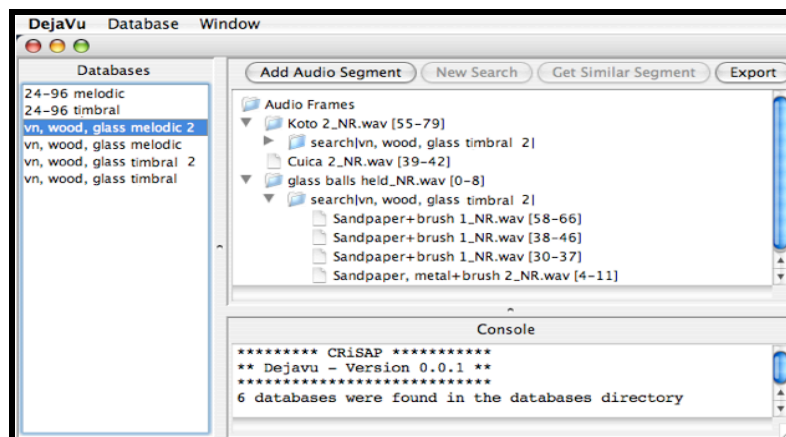 DejaVu Database Window
Databases
24-96 melodic
24-96 timbral
vn, wood, glass melodic 2
vn, wood, glass melodic
vn, wood, glass timbral 2
vn, wood, glass timbral
Add Audio Segment New Search Get Similar Segment Export
Audio Frames
Koto 2_NR.wav [55-79]
search|vn, wood, glass timbral 2|
Cuica 2_NR.wav [39-42]
glass balls held_NR.wav [0-8]
search|vn, wood, glass timbral 2|
Sandpaper+brush 1_NR.wav [58-66]
Sandpaper+brush 1_NR.wav [38-46]
Sandpaper+brush 1_NR.wav [30-37]
Sandpaper, metal+brush 2_NR.wav [4-11]
Console
********* CRiSAP ***********
** Dejavu - Version 0.0.1 **
****************************
6 databases were found in the databases directory